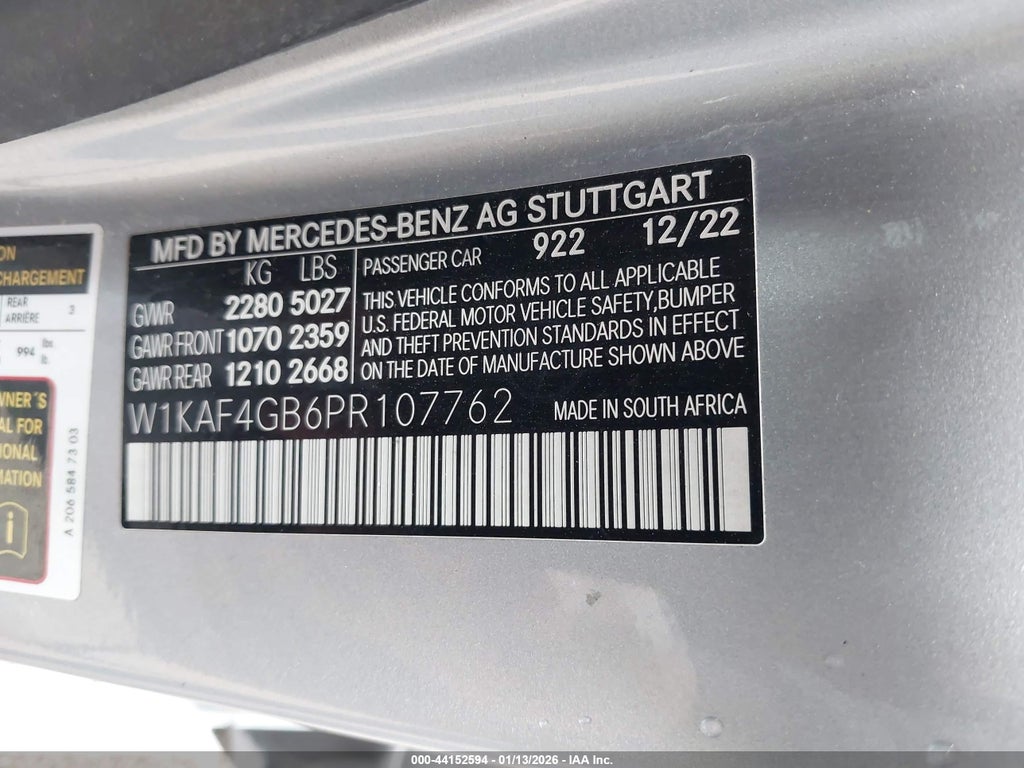 MFD BY MERCEDES-BENZ AG STUTTGART
KG LBS
GVWR 2280 5027
GAWR FRONT 1070 2359
GAWR REAR 1210 2668
PASSENGER CAR 922 12/22
THIS VEHICLE CONFORMS TO ALL APPLICABLE
U.S. FEDERAL MOTOR VEHICLE SAFETY,BUMPER
AND THEFT PREVENTION STANDARDS IN EFFECT
ON THE DATE OF MANUFACTURE SHOWN ABOVE
W1KAF4GB6PR107762 MADE IN SOUTH AFRICA
ON
CHARGEMENT
REAR 3
ARRIÈRE
994 lbs
lb.
WNER´S
AL FOR
IONAL
MATION
i
A 206 584 73 03
000-44152594 - 01/13/2026 - IAA Inc.